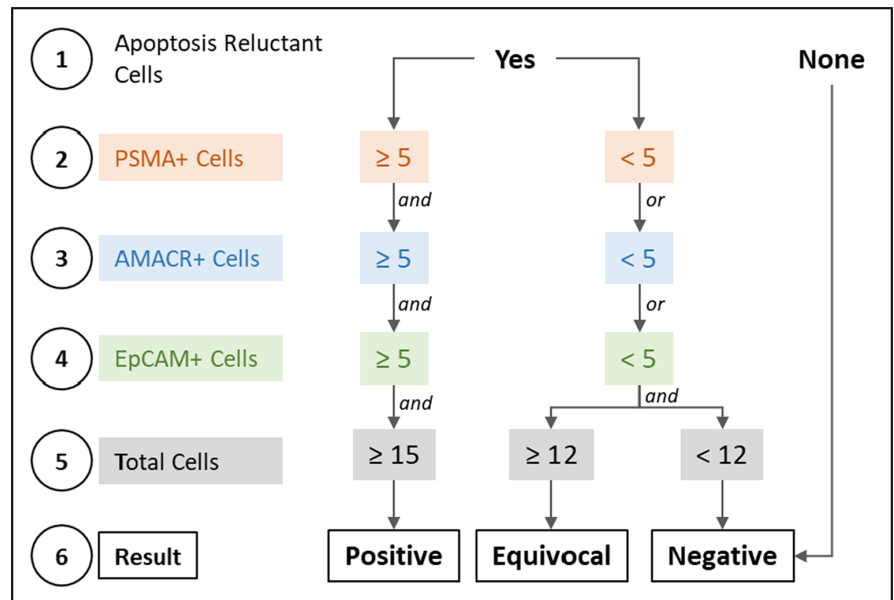 1
Apoptosis Reluctant
Cells
Yes
None
2
PSMA+ Cells
≥ 5
< 5
and
or
3
AMACR+ Cells
≥ 5
< 5
and
or
4
EpCAM+ Cells
≥ 5
< 5
and
and
5
Total Cells
≥ 15
≥ 12
< 12
6
Result
Positive
Equivocal
Negative